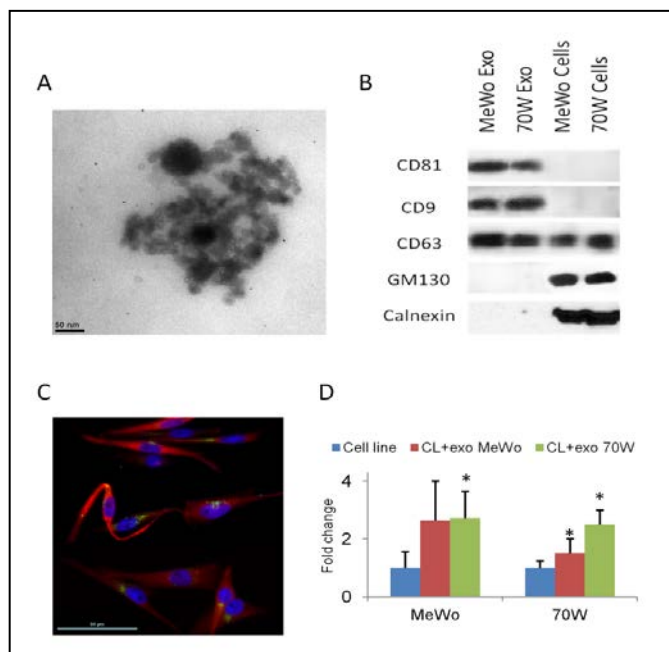 A
50 nm
B
MeWo Exo
70W Exo
MeWo Cells
70W Cells
CD81
CD9
CD63
GM130
Calnexin
C
D
Cell line CL+exo MeWo CL+exo 70W
Fold change
4
2
0
* * *
MeWo 70W